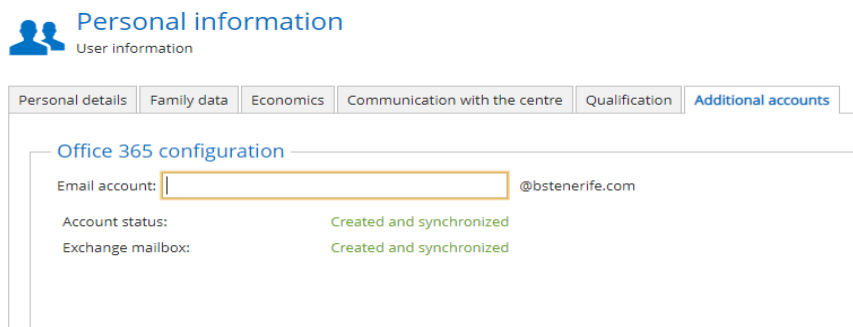 Personal information
User information
Personal details Family data Economics Communication with the centre Qualification Additional accounts
Office 365 configuration
Email account: @bstenerife.com
Account status: Created and synchronized
Exchange mailbox: Created and synchronized